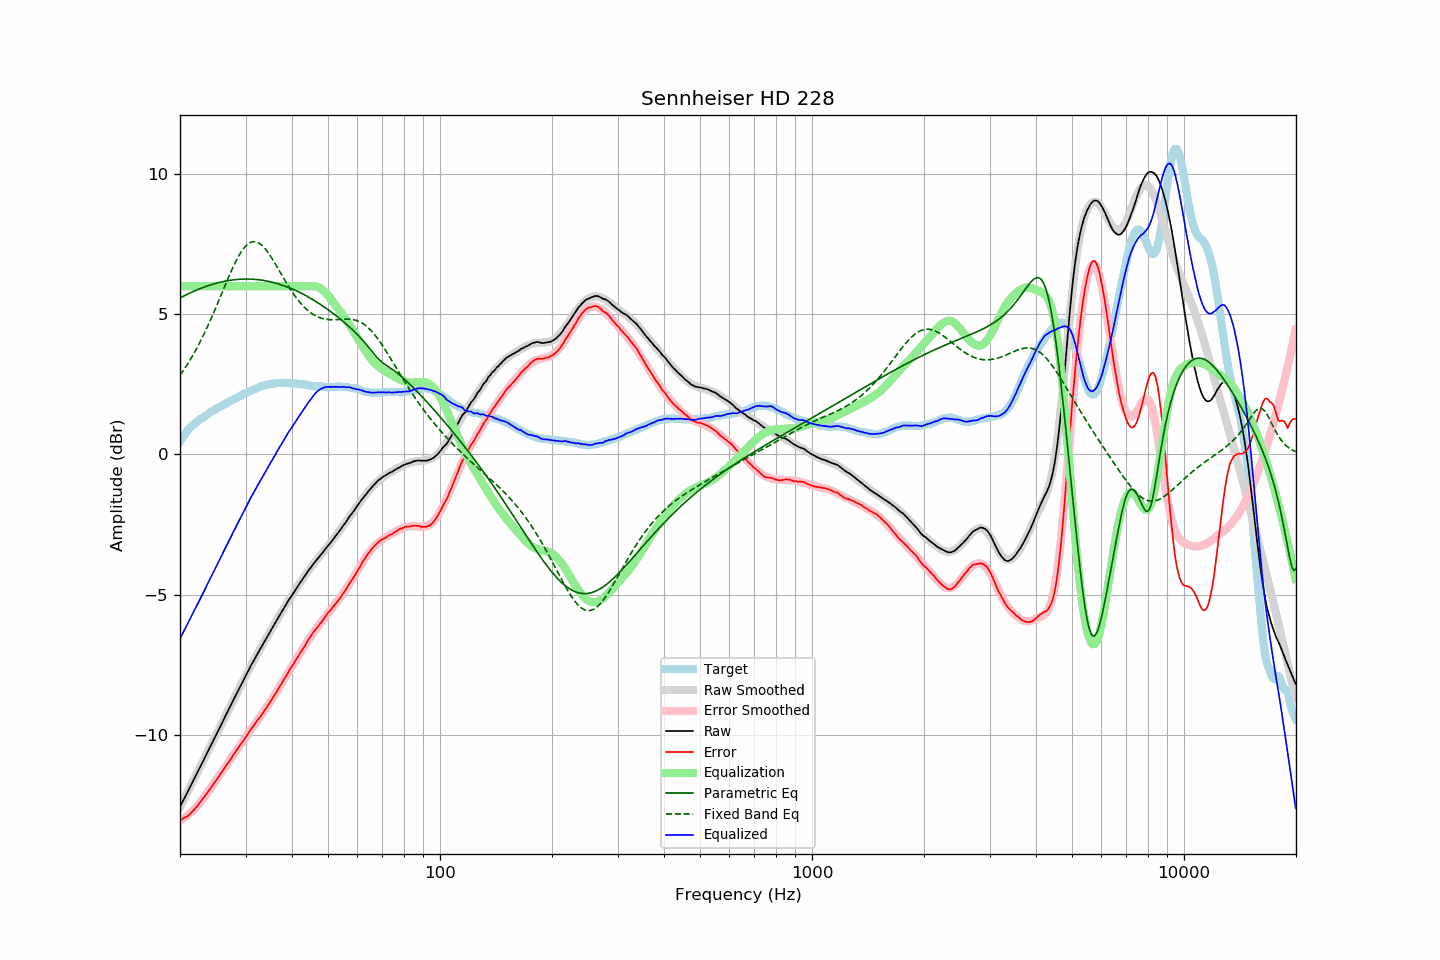 Sennheiser HD 228
10
5
0
−5
−10
Amplitude (dBr)
100
1000
10000
Frequency (Hz)
Target
Raw Smoothed
Error Smoothed
Raw
Error
Equalization
Parametric Eq
Fixed Band Eq
Equalized